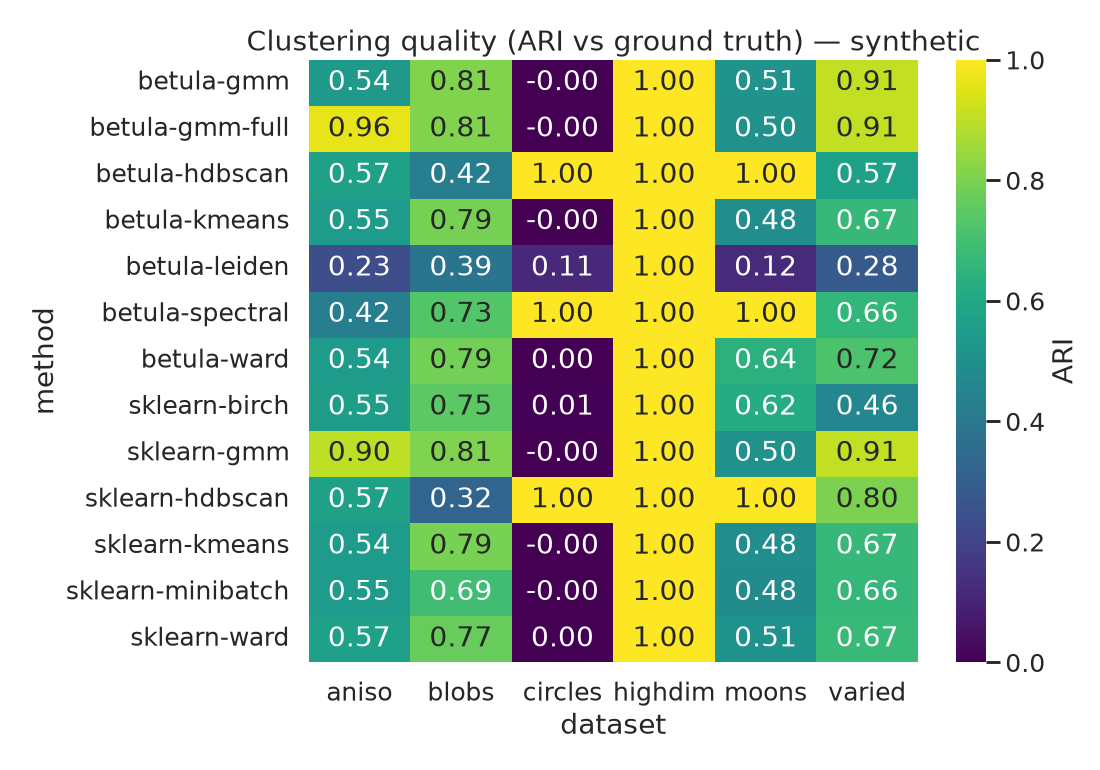 Clustering quality (ARI vs ground truth) — synthetic
betula-gmm 0.54 0.81 -0.00 1.00 0.51 0.91
betula-gmm-full 0.96 0.81 -0.00 1.00 0.50 0.91
betula-hdbscan 0.57 0.42 1.00 1.00 1.00 0.57
betula-kmeans 0.55 0.79 -0.00 1.00 0.48 0.67
betula-leiden 0.23 0.39 0.11 1.00 0.12 0.28
betula-spectral 0.42 0.73 1.00 1.00 1.00 0.66
betula-ward 0.54 0.79 0.00 1.00 0.64 0.72
sklearn-birch 0.55 0.75 0.01 1.00 0.62 0.46
sklearn-gmm 0.90 0.81 -0.00 1.00 0.50 0.91
sklearn-hdbscan 0.57 0.32 1.00 1.00 1.00 0.80
sklearn-kmeans 0.54 0.79 -0.00 1.00 0.48 0.67
sklearn-minibatch 0.55 0.69 -0.00 1.00 0.48 0.66
sklearn-ward 0.57 0.77 0.00 1.00 0.51 0.67
aniso blobs circles highdim moons varied
dataset
method
1.0
0.8
0.6
0.4
0.2
0.0
ARI